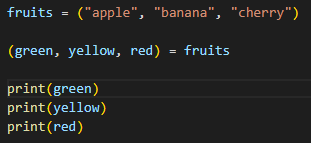 fruits = ("apple", "banana", "cherry")
(green, yellow, red) = fruits
print(green)
print(yellow)
print(red)